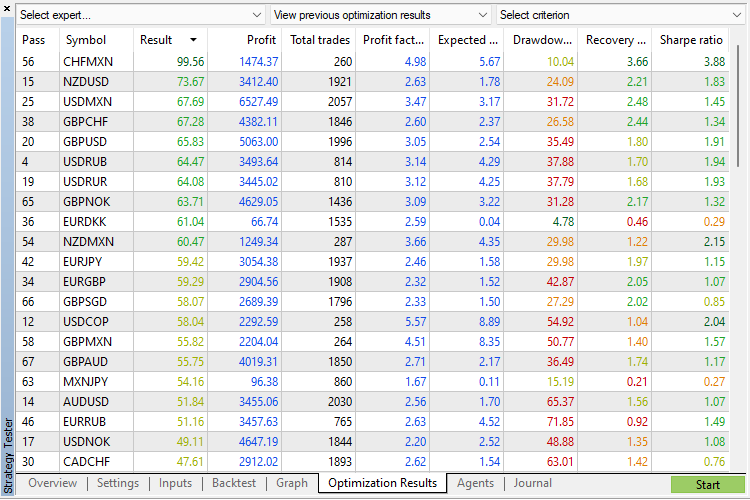 Select expert... View previous optimization results Select criterion
Pass Symbol Result Profit Total trades Profit fact... Expected ... Drawdow... Recovery ... Sharpe ratio
56 CHFMXN 99.56 1474.37 260 4.98 5.67 10.04 3.66 3.88
15 NZDUSD 73.67 3412.40 1921 2.63 1.78 24.09 2.21 1.83
25 USDMXN 67.69 6527.49 2057 3.47 3.17 31.72 2.48 1.45
38 GBPCHF 67.28 4382.11 1846 2.60 2.37 26.58 2.44 1.34
20 GBPUSD 65.83 5063.00 1996 3.05 2.54 35.49 1.80 1.91
4 USDRUB 64.47 3493.64 814 3.14 4.29 37.88 1.70 1.94
19 USDRUR 64.08 3445.02 810 3.12 4.25 37.79 1.68 1.93
65 GBPNOK 63.71 4629.05 1436 3.09 3.22 31.28 2.17 1.32
36 EURDKK 61.04 66.74 1535 2.59 0.04 4.78 0.46 0.29
54 NZDMXN 60.47 1249.34 287 3.66 4.35 29.98 1.22 2.15
42 EURJPY 59.42 3054.38 1937 2.46 1.58 29.98 1.97 1.15
34 EURGBP 59.29 2904.56 1908 2.32 1.52 42.87 2.05 1.07
66 GBPSGD 58.07 2689.39 1796 2.33 1.50 27.29 2.02 0.85
12 USDCOP 58.04 2292.59 258 5.57 8.89 54.92 1.04 2.04
58 GBPMXN 55.82 2204.04 264 4.51 8.35 50.77 1.40 1.57
67 GBPAUD 55.75 4019.31 1850 2.71 2.17 36.49 1.74 1.17
63 MXNJPY 54.16 96.38 860 1.67 0.11 15.19 0.21 0.27
14 AUDUSD 51.84 3455.06 2030 2.56 1.70 65.37 1.56 1.07
46 EURRUB 51.16 3457.63 765 2.63 4.52 71.85 0.92 1.49
17 USDNOK 49.11 4647.19 1844 2.20 2.52 48.88 1.35 1.08
30 CADCHF 47.61 2912.02 1893 2.62 1.54 63.01 1.42 0.76
Strategy Tester
Overview Settings Inputs Backtest Graph Optimization Results Agents Journal Start